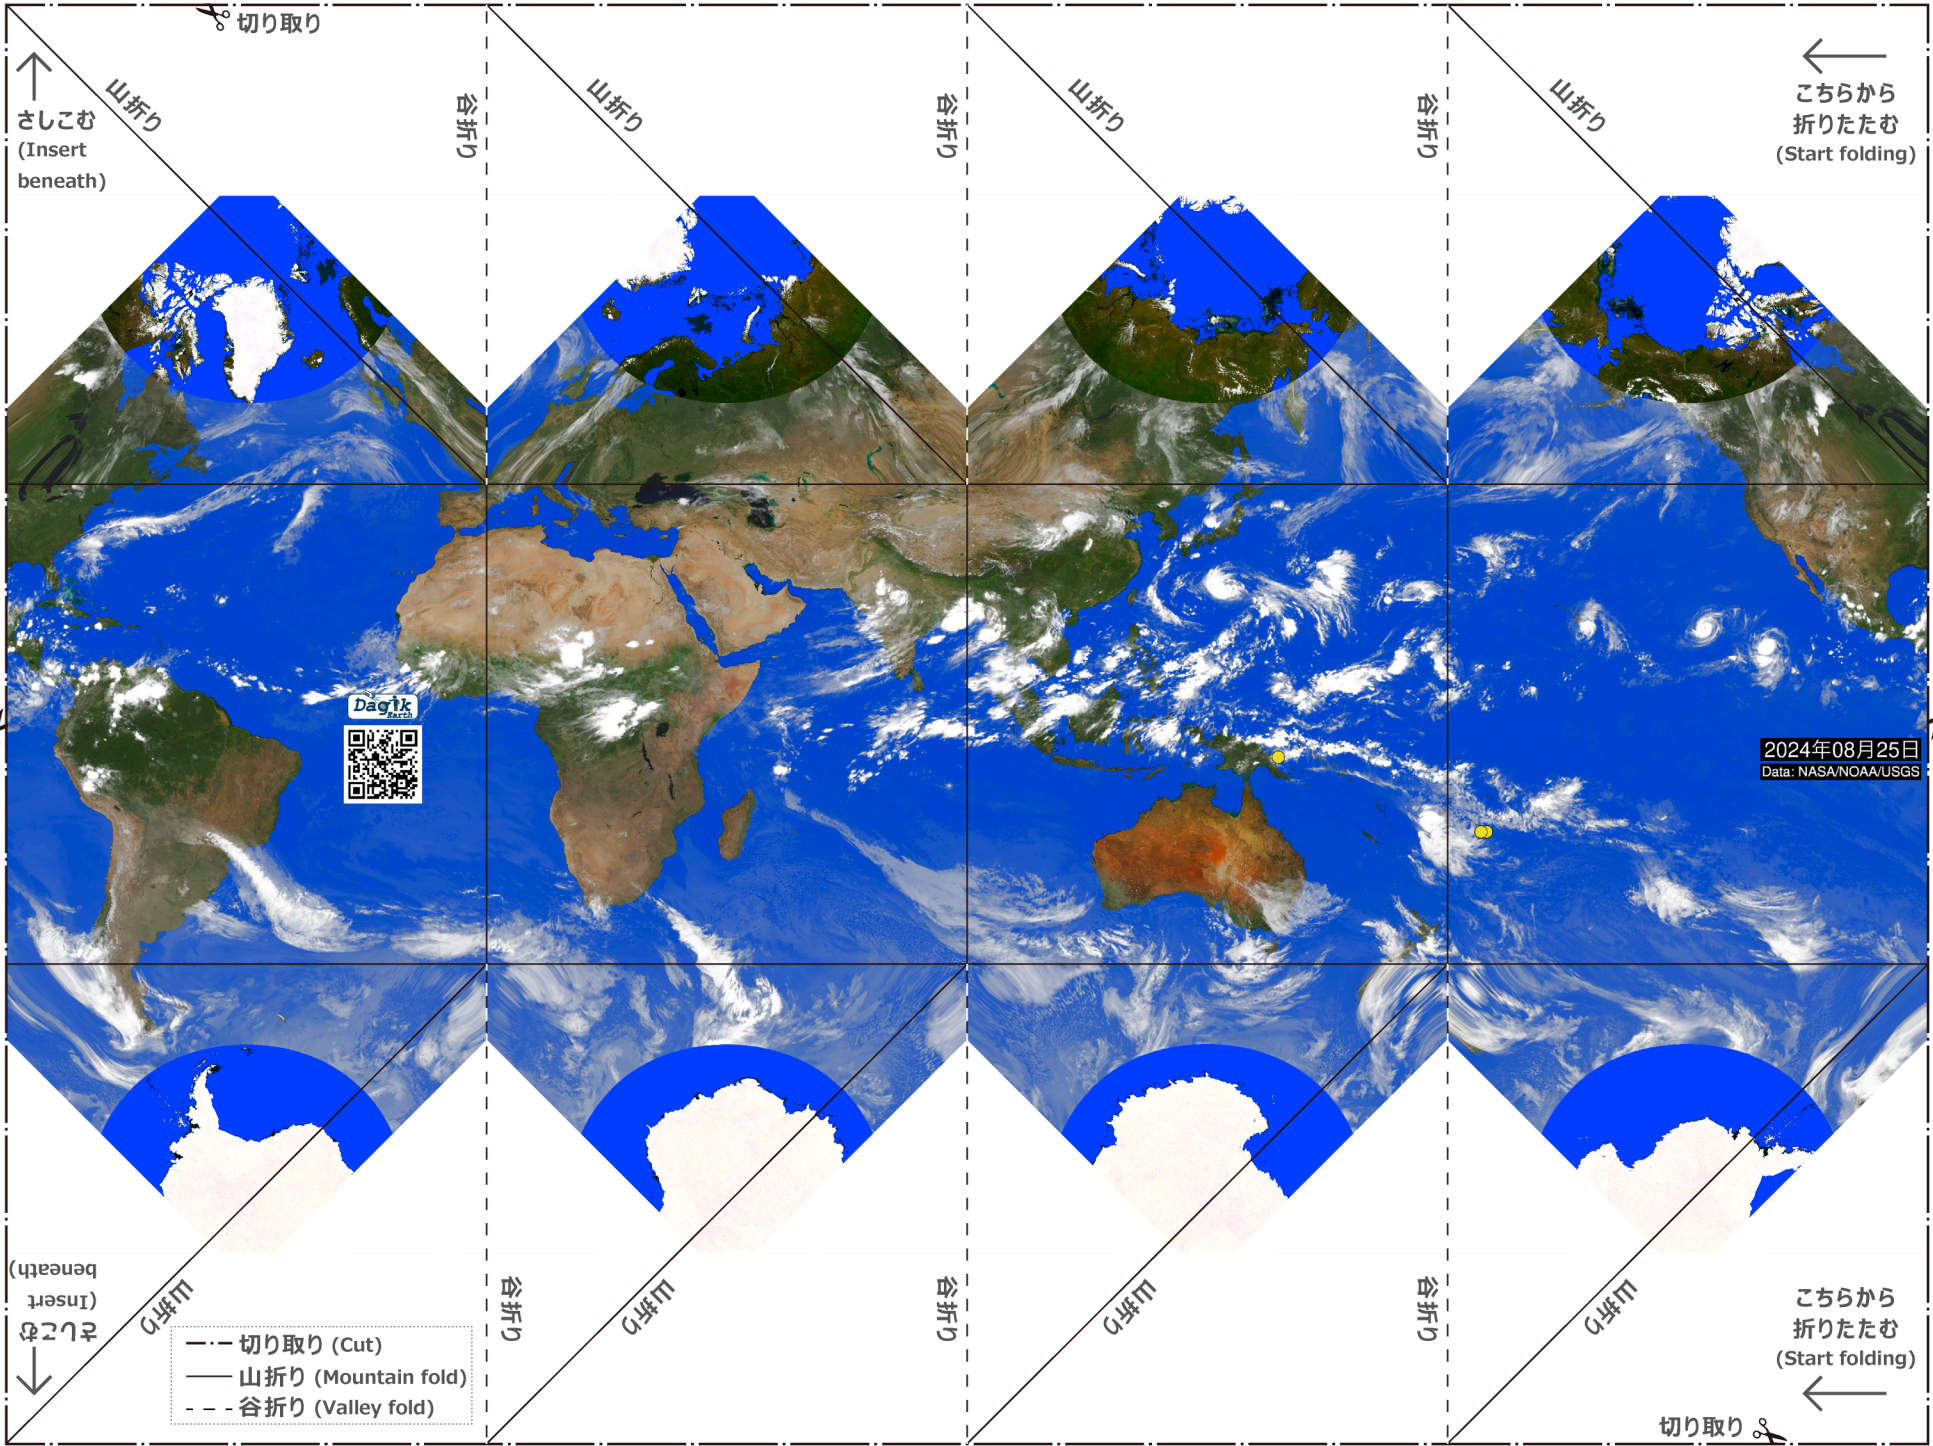 切り取り
山折り
山折り
山折り
山折り
谷折り
谷折り
谷折り
さしこむ
(Insert
beneath)
こちらから
折りたたむ
(Start folding)
Dagik
Earth
2024年08月25日
Data: NASA/NOAA/USGS
さしこむ
(Insert
beneath)
山折り
山折り
山折り
山折り
谷折り
谷折り
谷折り
こちらから
折りたたむ
(Start folding)
切り取り (Cut)
山折り (Mountain fold)
谷折り (Valley fold)
切り取り